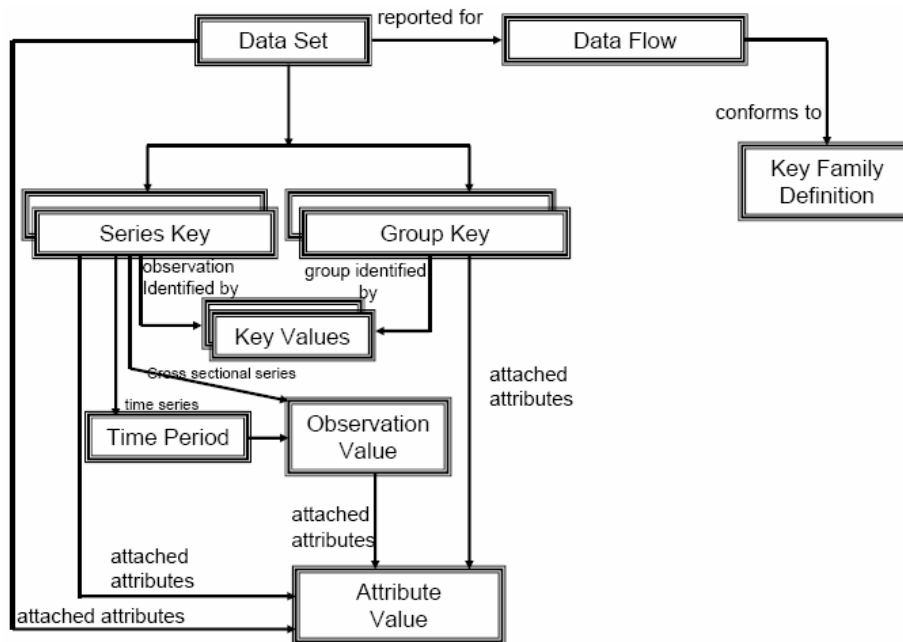 reported for
Data Set
Data Flow
conforms to
Key Family
Definition
Series Key
Group Key
observation
Identified by
group identified
by
Key Values
Cross sectional series
attached
attributes
time series
Time Period
Observation
Value
attached
attributes
attached
attributes
Attribute
Value
attached attributes